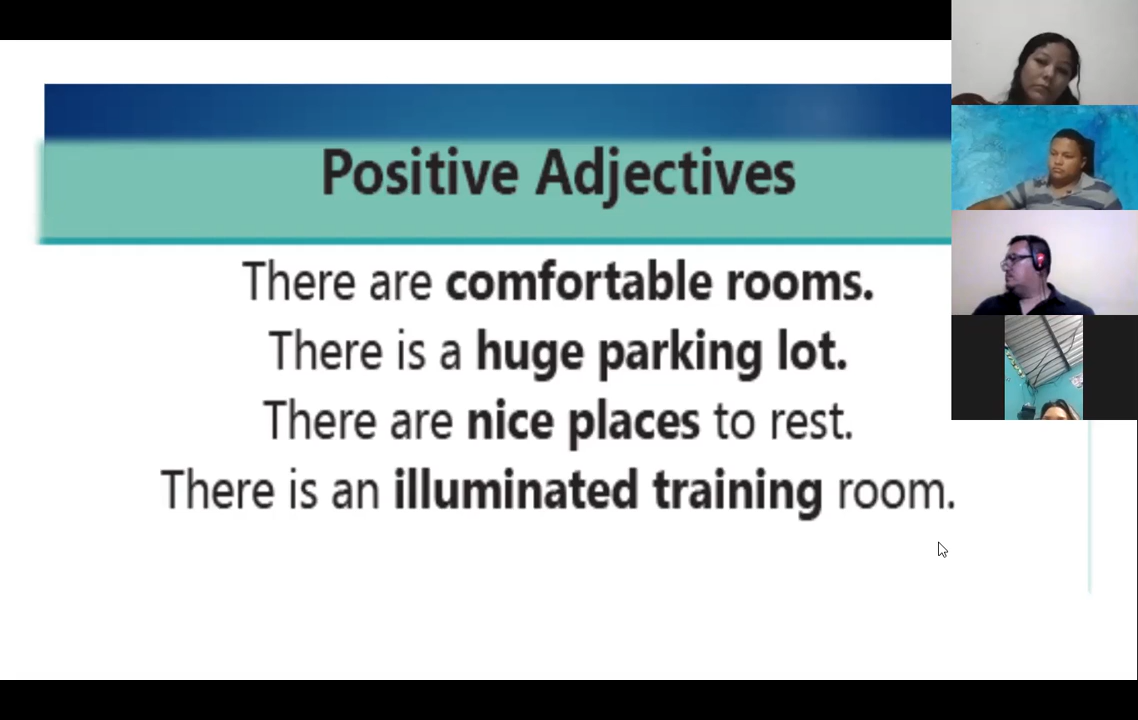 Positive Adjectives
There are comfortable rooms.
There is a huge parking lot.
There are nice places to rest.
There is an illuminated training room.